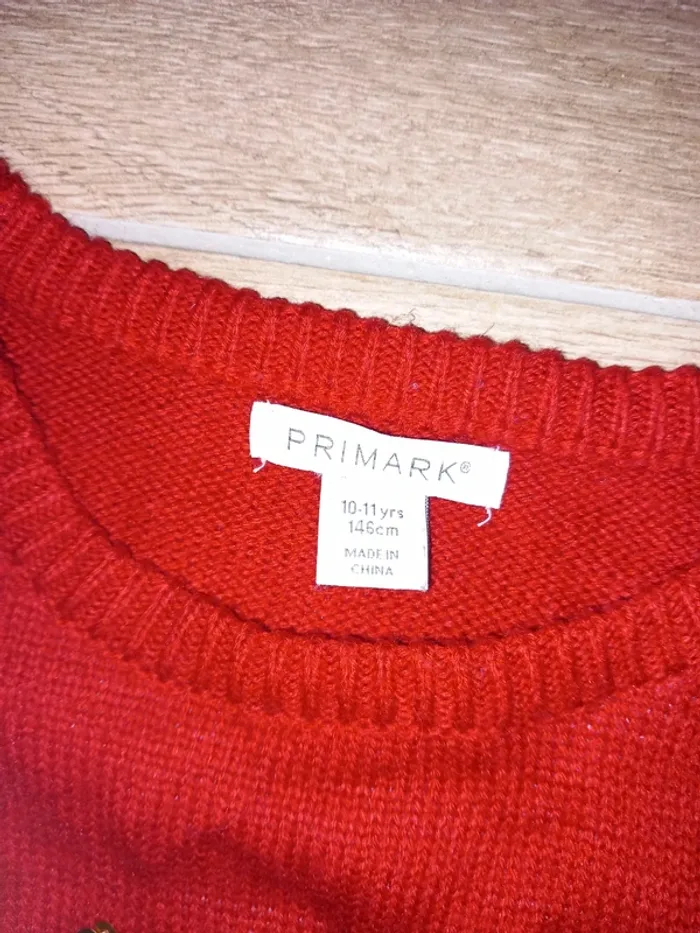 PRIMARK®
10-11 yrs
146cm
MADE IN
CHINA